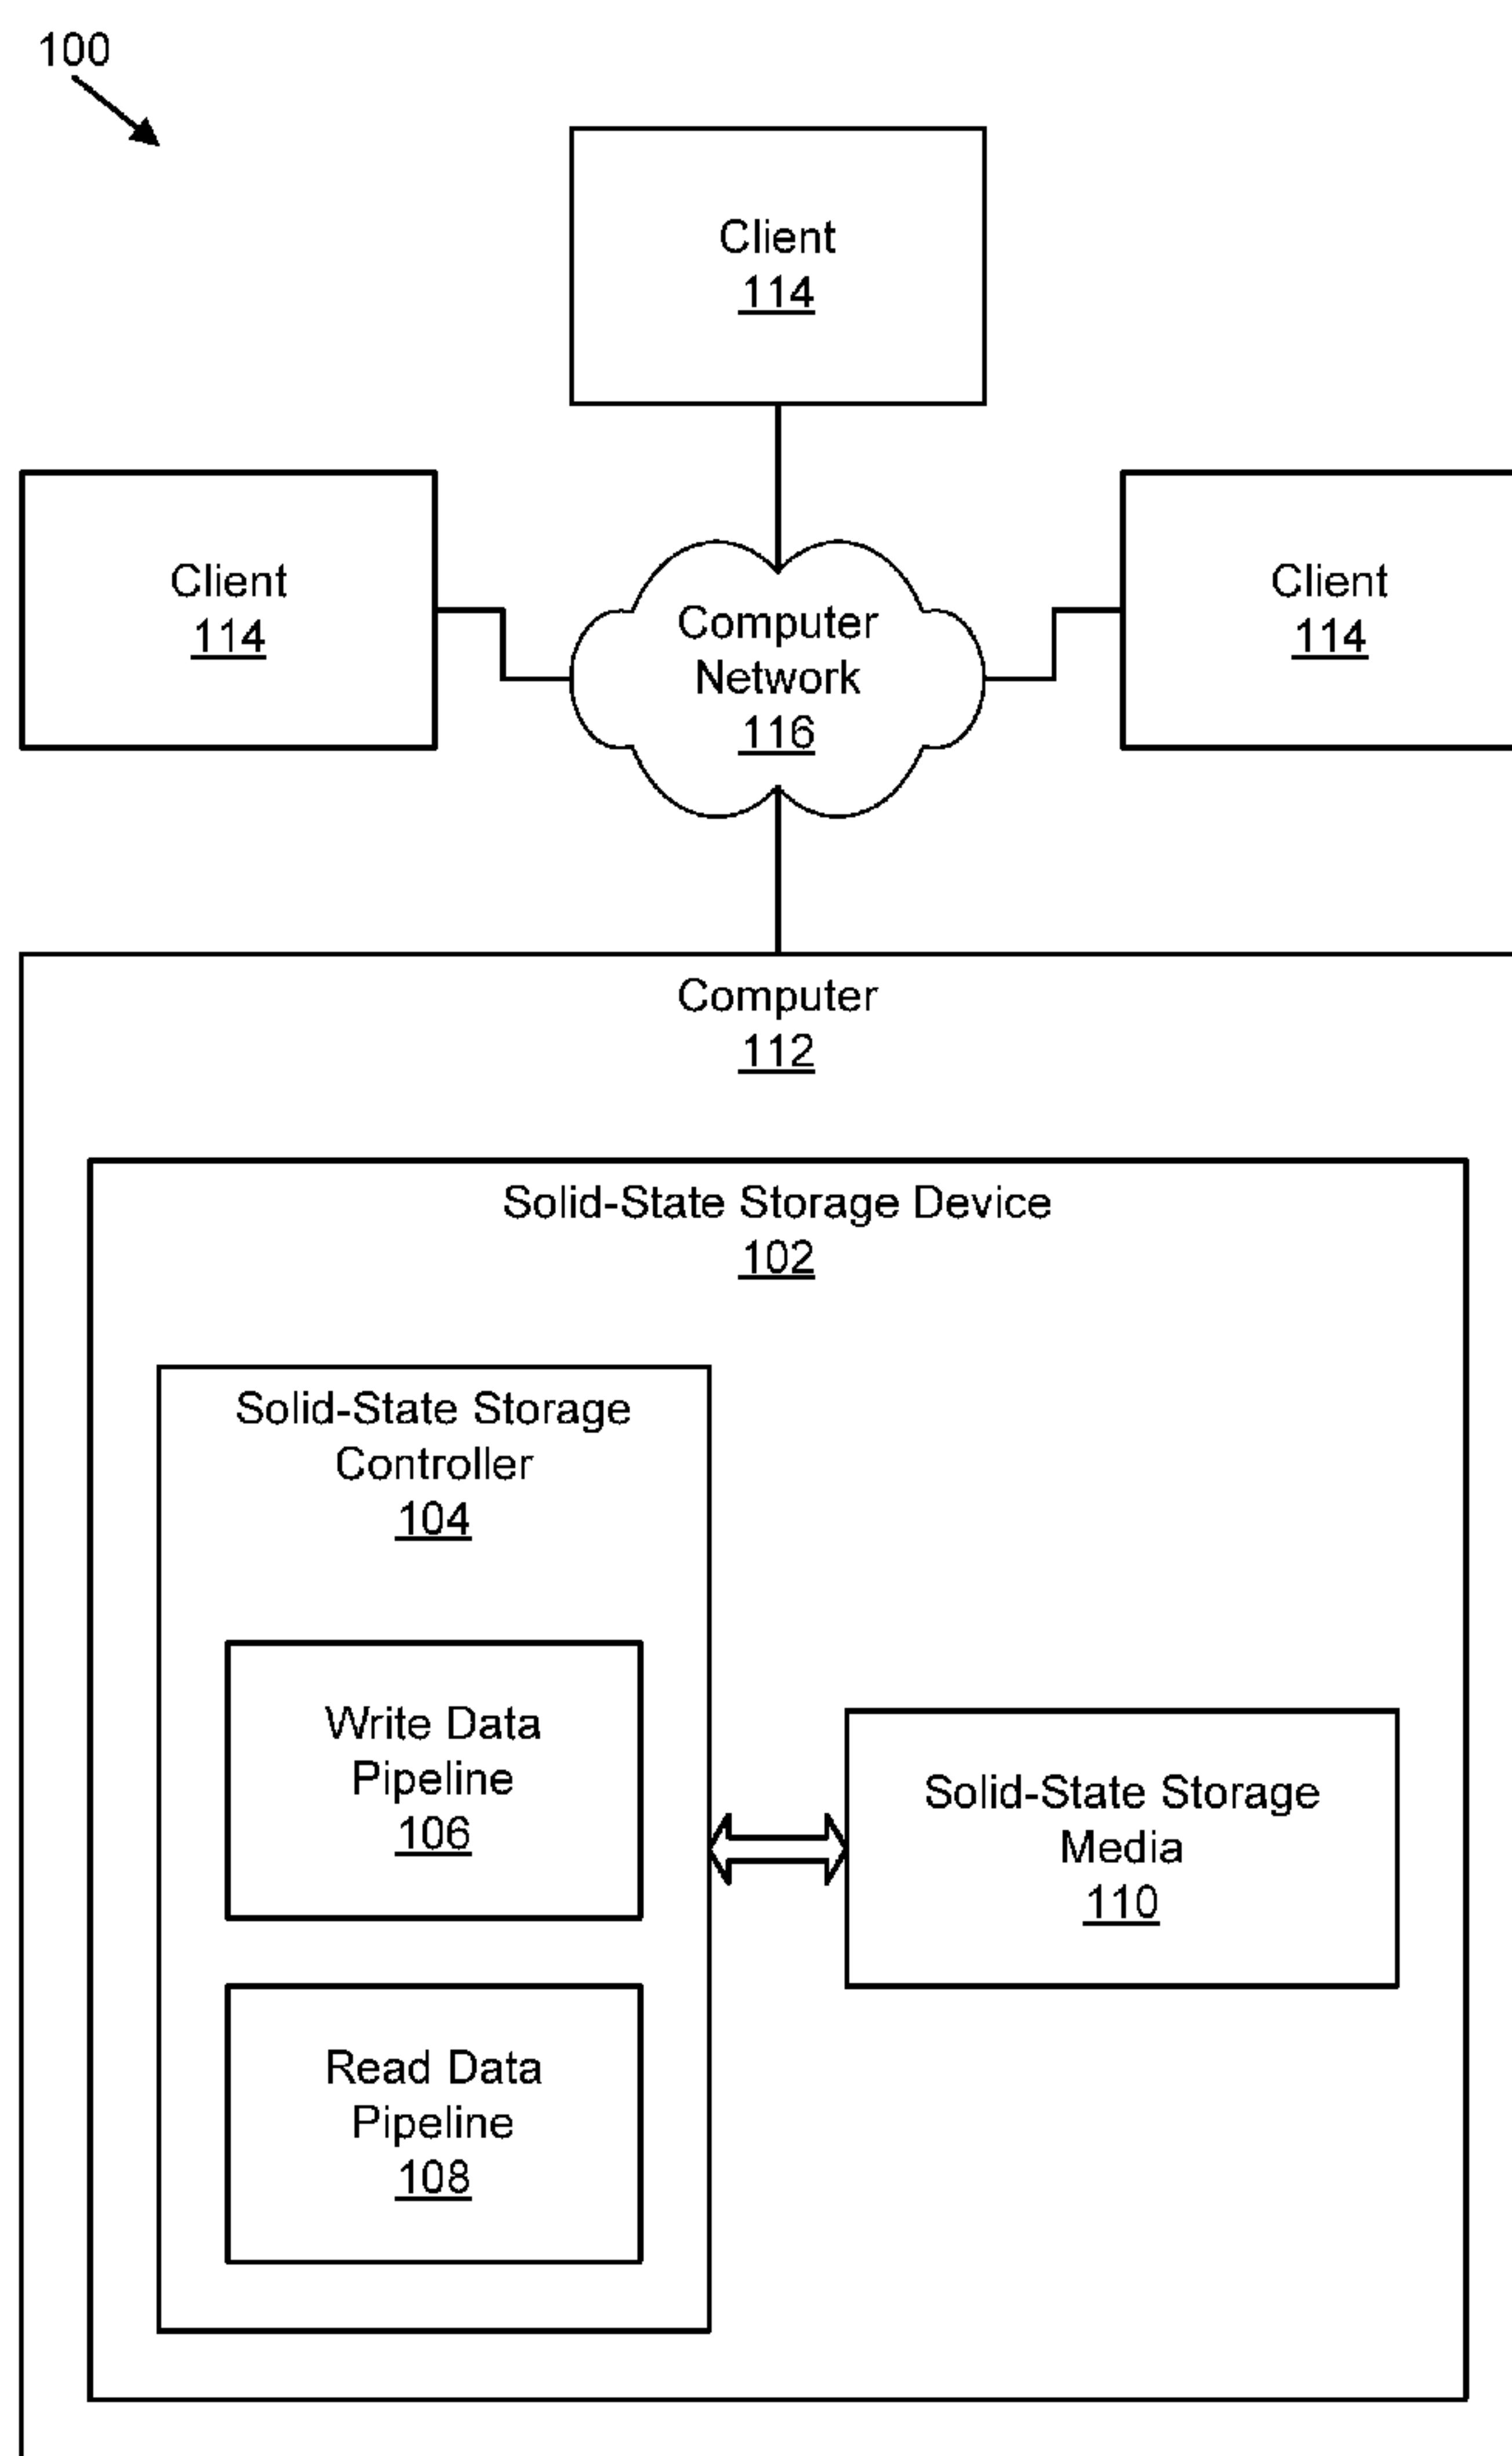 100
Client
114
Client
114
Client
114
Computer
Network
116
Computer
112
Solid-State Storage Device
102
Solid-State Storage
Controller
104
Write Data
Pipeline
106
Solid-State Storage
Media
110
Read Data
Pipeline
108